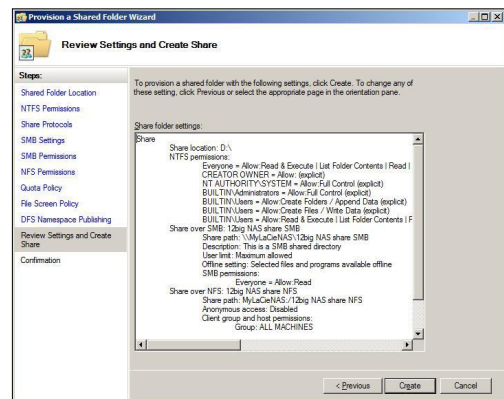 Provision a Shared Folder Wizard
Review Settings and Create Share
Steps:
Shared Folder Location
NTFS Permissions
Share Protocols
SMB Settings
SMB Permissions
NFS Permissions
Quota Policy
File Screen Policy
DFS Namespace Publishing
Review Settings and Create
Share
Confirmation
To provision a shared folder with the following settings, click Create. To change any of
these setting, click Previous or select the appropriate page in the orientation pane.
Share folder settings:
Share
Share location: D:\
NTFS permissions:
Everyone = Allow:Read & Execute | List Folder Contents | Read |
CREATOR OWNER = Allow: (explicit)
NT AUTHORITY\SYSTEM = Allow:Full Control (explicit)
BUILTIN\Administrators = Allow:Full Control (explicit)
BUILTIN\Users = Allow:Create Folders / Append Data (explicit)
BUILTIN\Users = Allow:Create Files / Write Data (explicit)
BUILTIN\Users = Allow:Read & Execute | List Folder Contents | F
Share over SMB: 12big NAS share SMB
Share path: \\MyLaCieNAS\12big NAS share SMB
Description: This is a SMB shared directory
User limit: Maximum allowed
Offline setting: Selected files and programs available offline
SMB permissions:
Everyone = Allow:Read
Share over NFS: 12big NAS share NFS
Share path: MyLaCieNAS:/12big NAS share NFS
Anonymous access: Disabled
Client group and host permissions:
Group: ALL MACHINES
< Previous
Create
Cancel